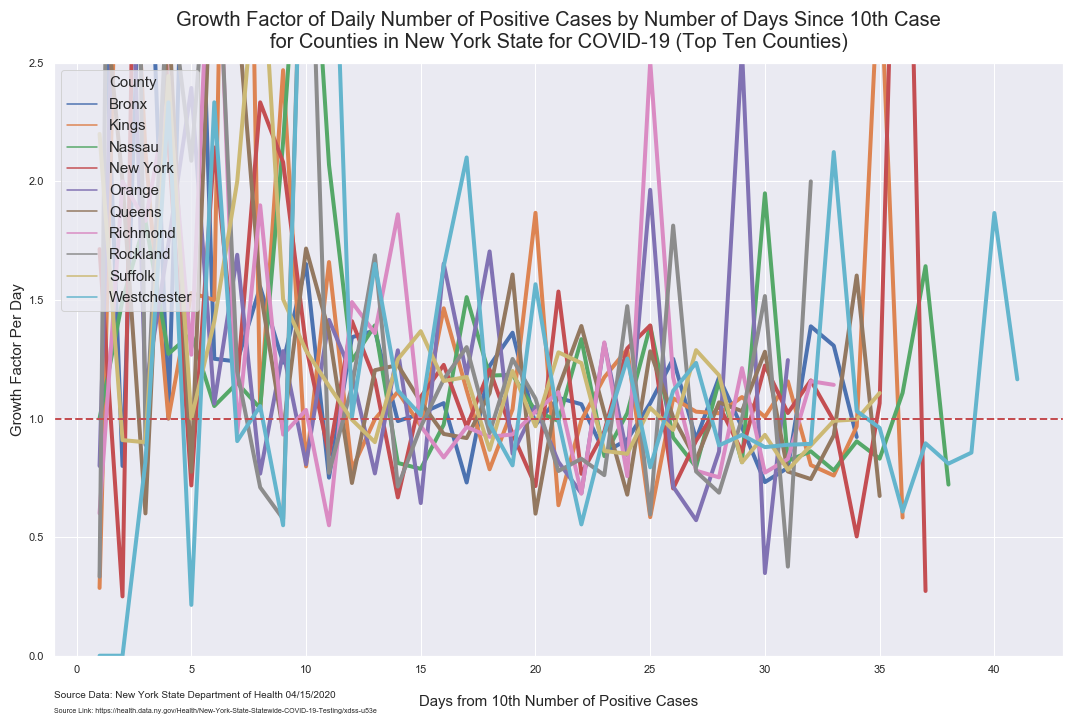 Growth Factor of Daily Number of Positive Cases by Number of Days Since 10th Case
for Counties in New York State for COVID-19 (Top Ten Counties)
2.5
2.0
1.5
1.0
0.5
0.0
Growth Factor Per Day
County
Bronx
Kings
Nassau
New York
Orange
Queens
Richmond
Rockland
Suffolk
Westchester
0 5 10 15 20 25 30 35 40
Days from 10th Number of Positive Cases
Source Data: New York State Department of Health 04/15/2020
Source Link: https://health.data.ny.gov/Health/New-York-State-Statewide-COVID-19-Testing/xdss-u53e